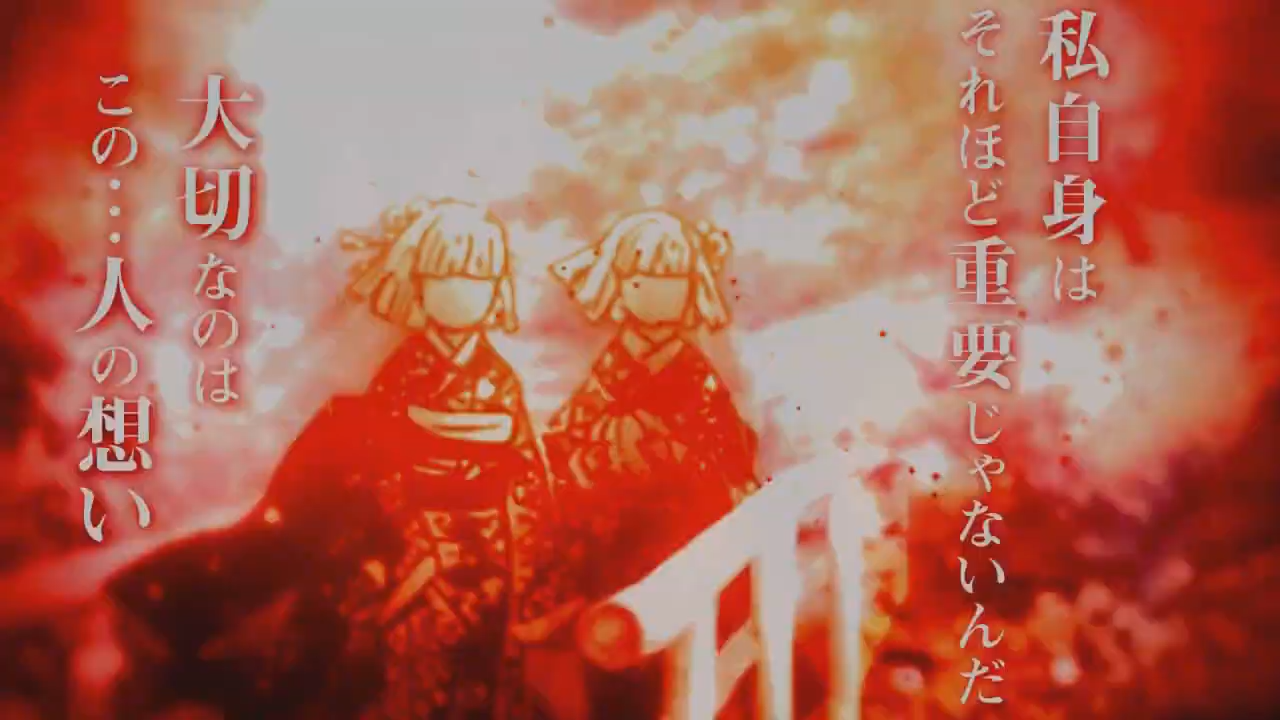 私自身は
それほど重要じゃないんだ
大切なのは
この…人の想い